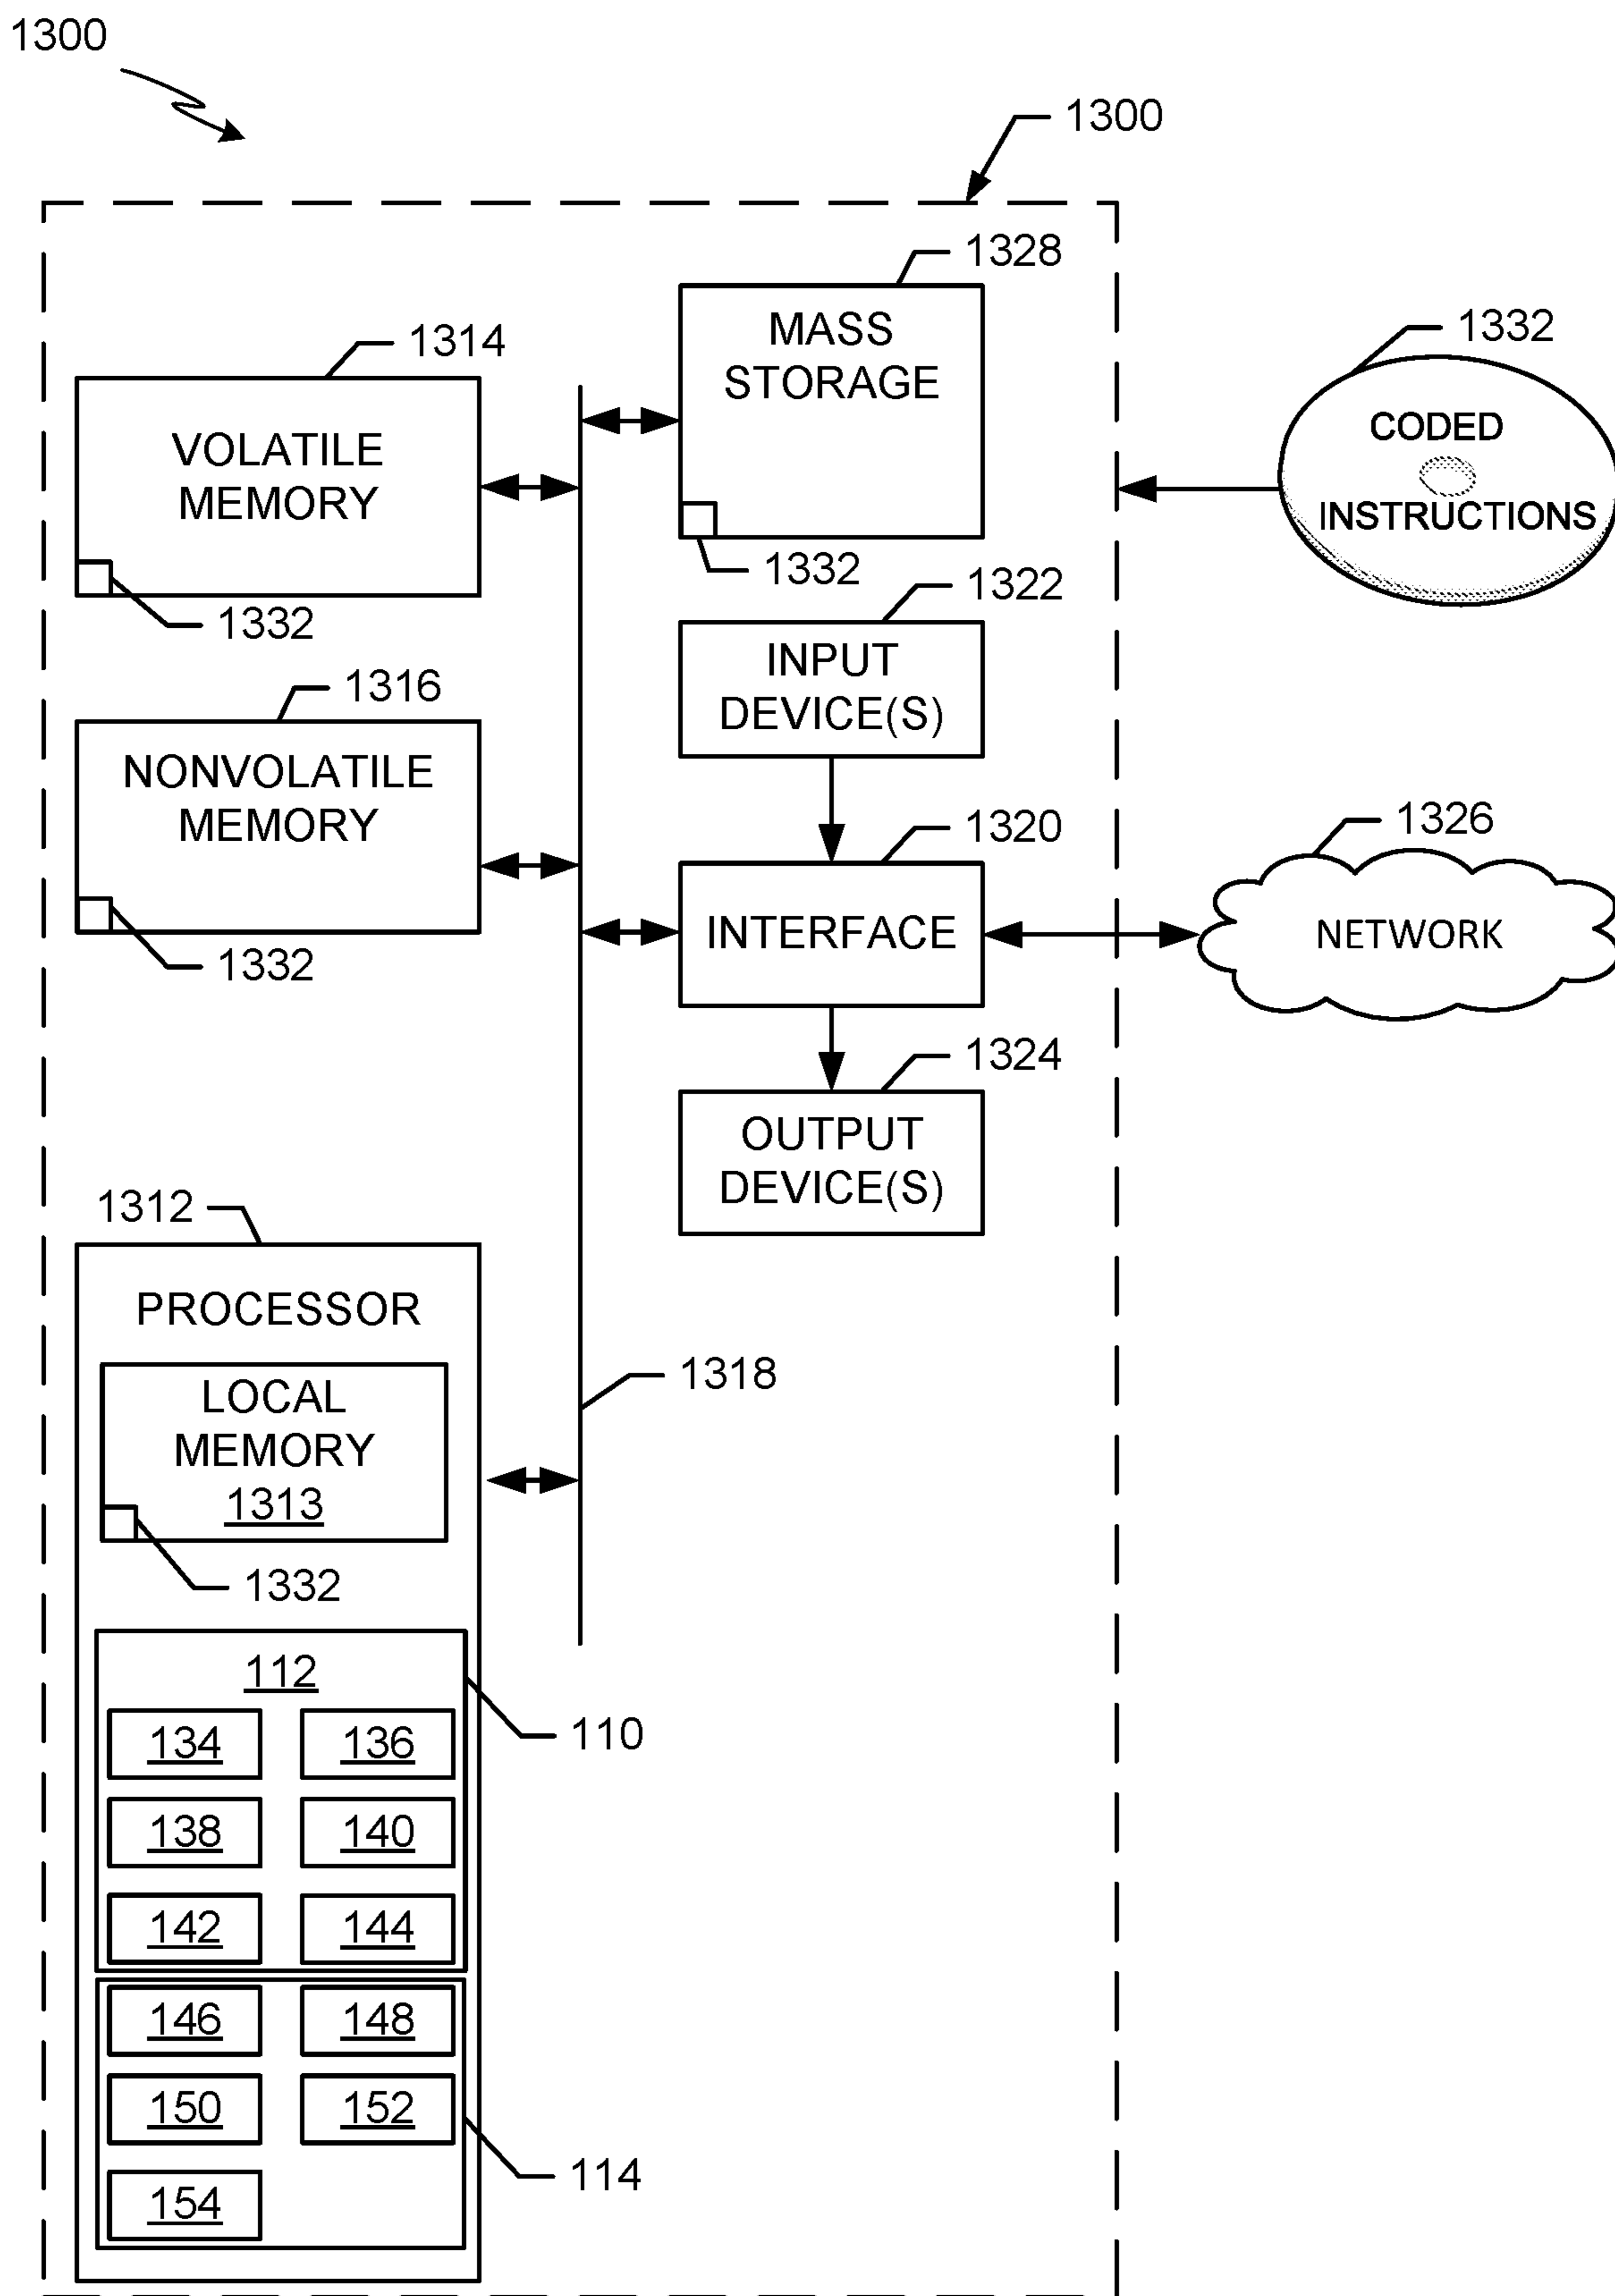 1300
1300
1328
MASS
STORAGE
1332
1314
VOLATILE
MEMORY
1332
1332
CODED
INSTRUCTIONS
1322
INPUT
DEVICE(S)
1316
NONVOLATILE
MEMORY
1332
1320
INTERFACE
1326
NETWORK
1324
OUTPUT
DEVICE(S)
1312
PROCESSOR
LOCAL
MEMORY
1313
1332
1318
112
134 136
110
138 140
142 144
146 148
150 152
114
154